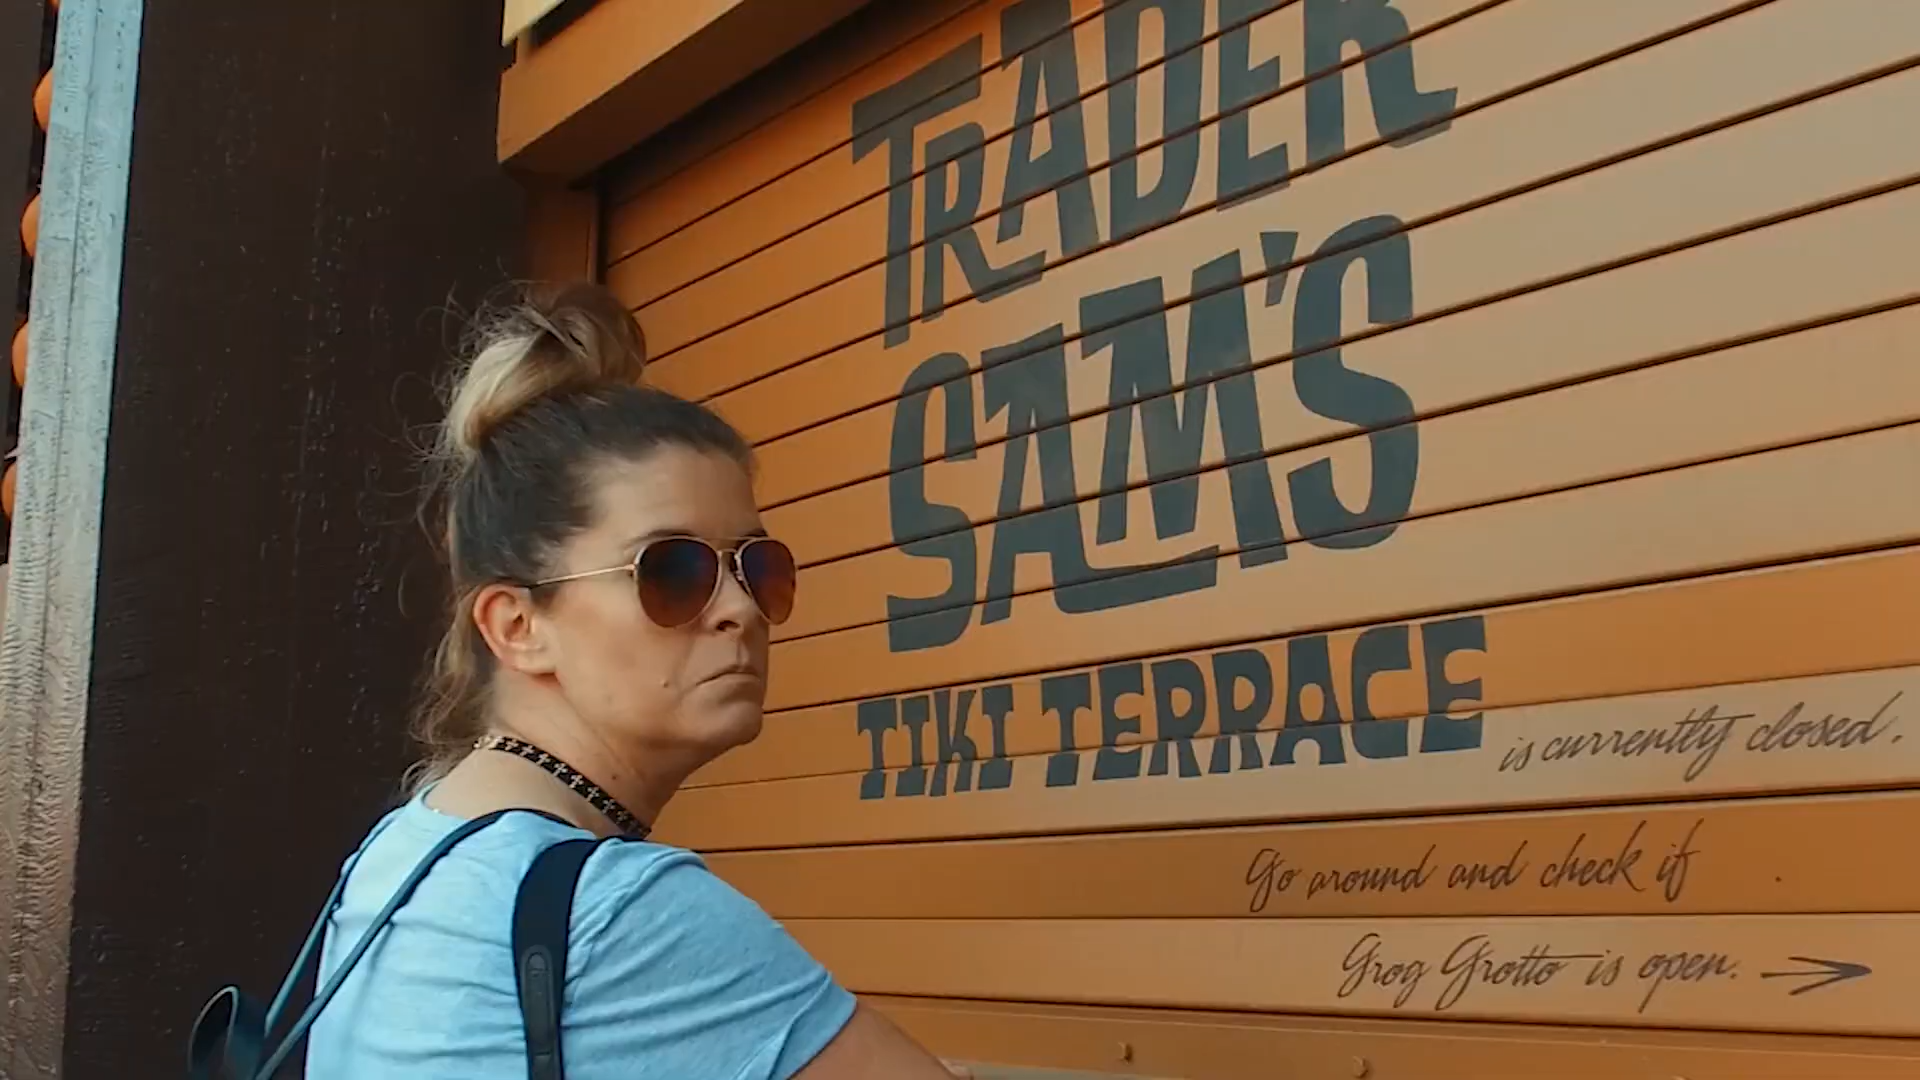 TRADER
SAM'S
TIKI TERRACE is currently closed.
Go around and check if
Grog Grotto is open.